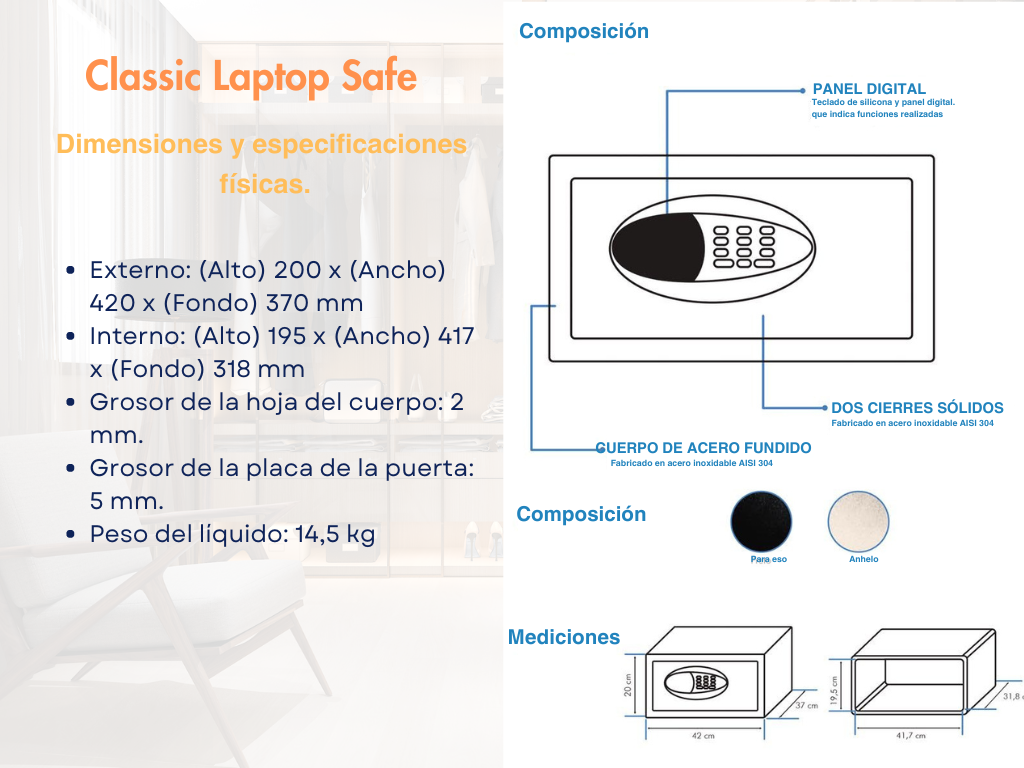 Classic Laptop Safe
Dimensiones y especificaciones
físicas.
• Externo: (Alto) 200 x (Ancho)
420 x (Fondo) 370 mm
• Interno: (Alto) 195 x (Ancho) 417
x (Fondo) 318 mm
• Grosor de la hoja del cuerpo: 2
mm.
• Grosor de la placa de la puerta:
5 mm.
• Peso del líquido: 14,5 kg
Composición
PANEL DIGITAL
Teclado de silicona y panel digital.
que indica funciones realizadas
DOS CIERRES SÓLIDOS
Fabricado en acero inoxidable AISI 304
CUERPO DE ACERO FUNDIDO
Fabricado en acero inoxidable AISI 304
Composición
Para eso
Anhelo
Mediciones
20 cm
37 cm
42 cm
19,5 cm
31,8
41,7 cm